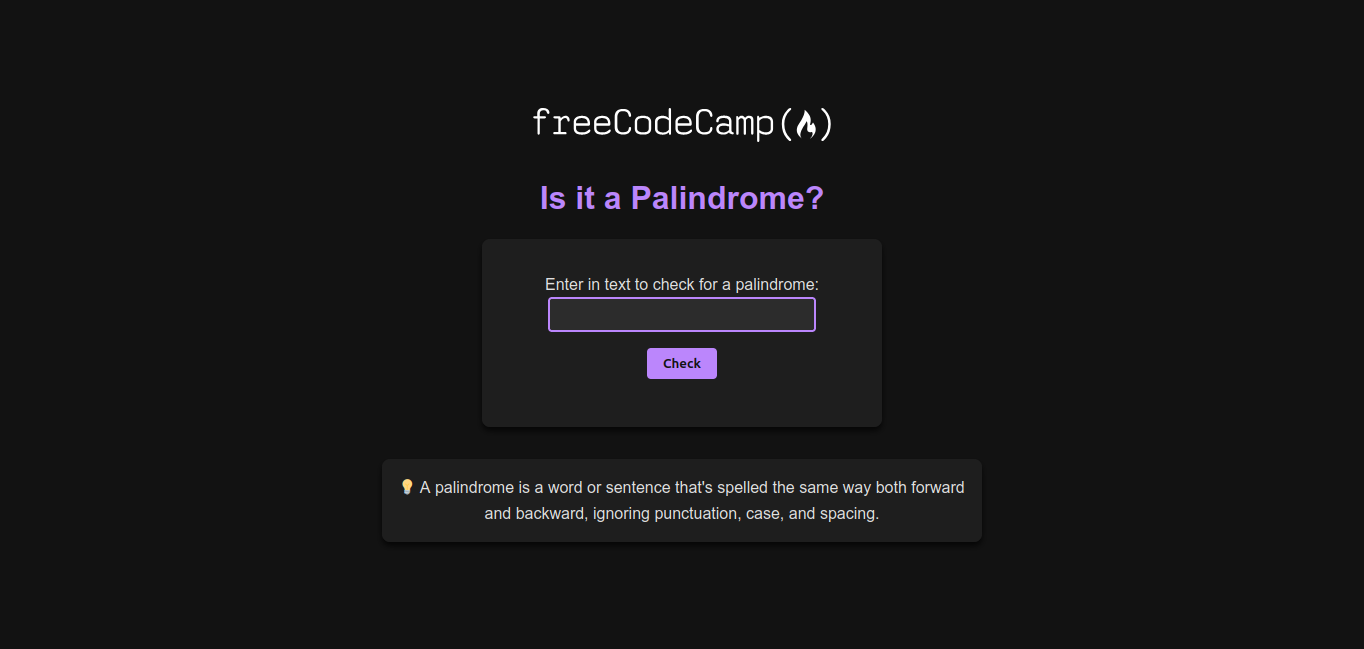 freeCodeCamp(🔥)
Is it a Palindrome?
Enter in text to check for a palindrome:
Check
💡 A palindrome is a word or sentence that's spelled the same way both forward
and backward, ignoring punctuation, case, and spacing.